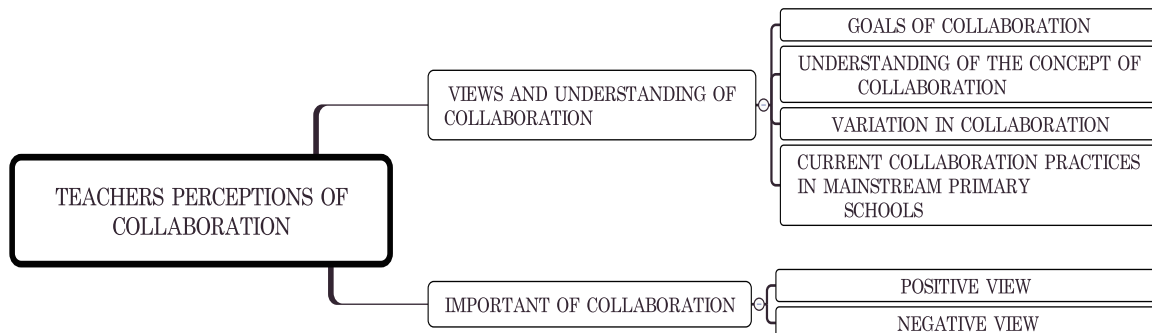 TEACHERS PERCEPTIONS OF
COLLABORATION
VIEWS AND UNDERSTANDING OF
COLLABORATION
GOALS OF COLLABORATION
UNDERSTANDING OF THE CONCEPT OF
COLLABORATION
VARIATION IN COLLABORATION
CURRENT COLLABORATION PRACTICES
IN MAINSTREAM PRIMARY
SCHOOLS
IMPORTANT OF COLLABORATION
POSITIVE VIEW
NEGATIVE VIEW